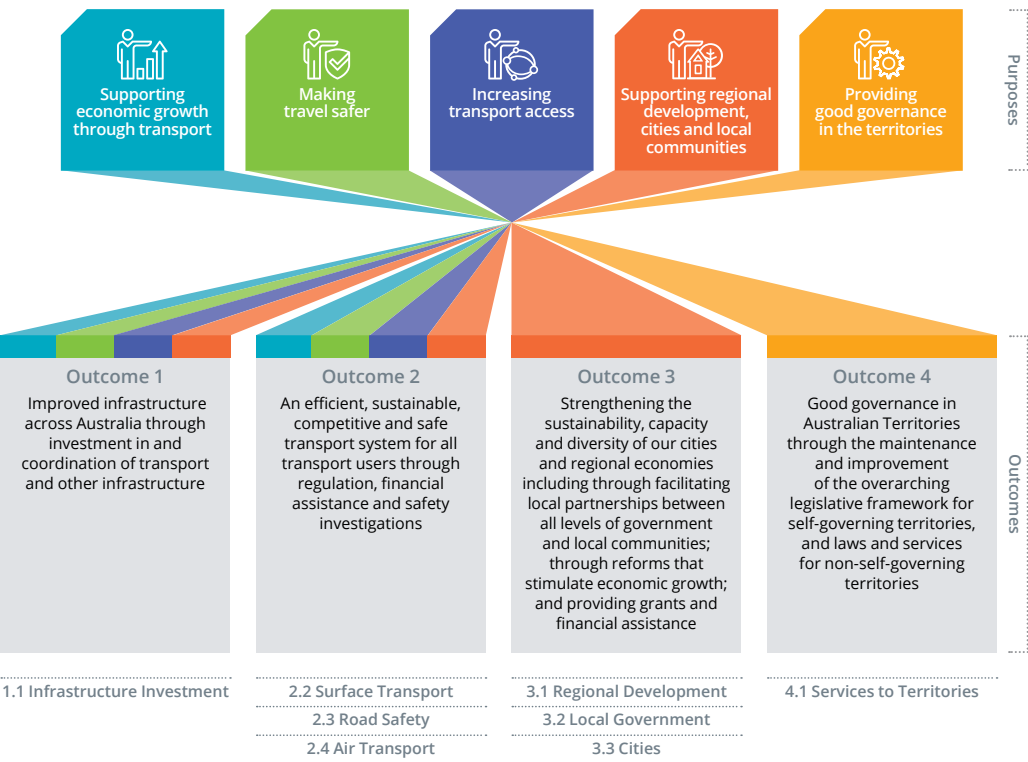 Supporting
economic growth
through transport
Making
travel safer
Increasing
transport access
Supporting regional
development,
cities and local
communities
Providing
good governance
in the territories
Purposes
Outcome 1
Improved infrastructure
across Australia through
investment in and
coordination of transport
and other infrastructure
Outcome 2
An efficient, sustainable,
competitive and safe
transport system for all
transport users through
regulation, financial
assistance and safety
investigations
Outcome 3
Strengthening the
sustainability, capacity
and diversity of our cities
and regional economies
including through facilitating
local partnerships between
all levels of government
and local communities;
through reforms that
stimulate economic growth;
and providing grants and
financial assistance
Outcome 4
Good governance in
Australian Territories
through the maintenance
and improvement
of the overarching
legislative framework for
self-governing territories,
and laws and services
for non-self-governing
territories
Outcomes
1.1 Infrastructure Investment
2.2 Surface Transport
2.3 Road Safety
2.4 Air Transport
3.1 Regional Development
3.2 Local Government
3.3 Cities
4.1 Services to Territories